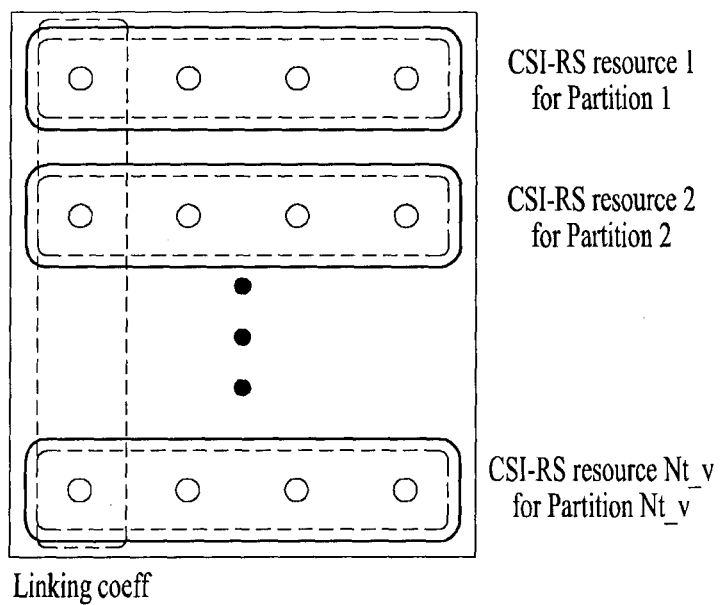 CSI-RS resource 1
for Partition 1
CSI-RS resource 2
for Partition 2
CSI-RS resource Nt_v
for Partition Nt_v
Linking coeff